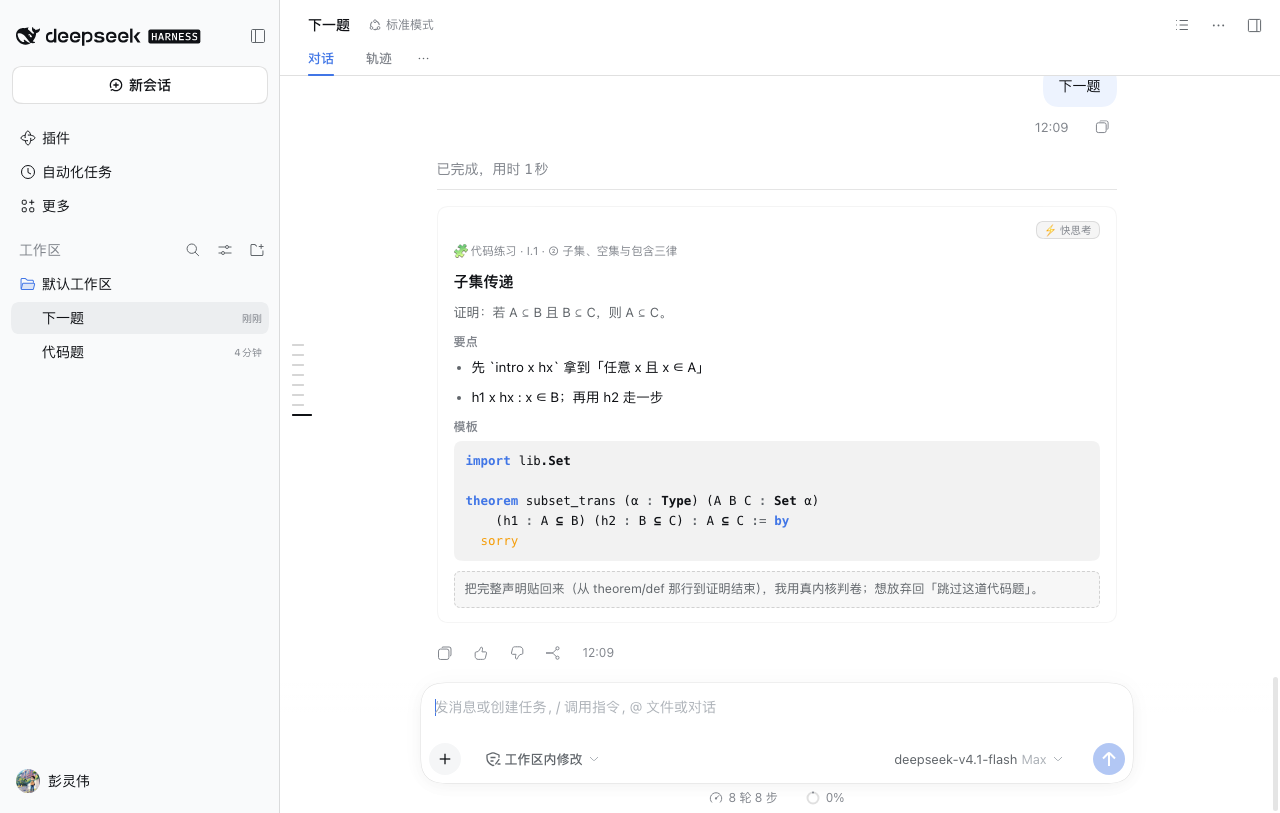 deepseek HARNESS
新会话
插件
自动化任务
更多
工作区
默认工作区
下一题 刚刚
代码题 4 分钟
彭灵伟
下一题 标准模式
对话 轨迹 ···
下一题
12:09
已完成，用时 1 秒
⚡ 快思考
🧩 代码练习 · I.1 · ② 子集、空集与包含三律
子集传递
证明：若 A ⊆ B 且 B ⊆ C，则 A ⊆ C。
要点
• 先 `intro x hx` 拿到「任意 x 且 x ∈ A」
• h1 x hx : x ∈ B；再用 h2 走一步
模板
import lib.Set
theorem subset_trans (α : Type) (A B C : Set α)
(h1 : A ⊆ B) (h2 : B ⊆ C) : A ⊆ C := by
sorry
把完整声明贴回来（从 theorem/def 那行到证明结束），我用真内核判卷；想放弃回「跳过这道代码题」。
12:09
发消息或创建任务, / 调用指令, @ 文件或对话
工作区内修改
deepseek-v4.1-flash Max
8 轮 8 步 0%